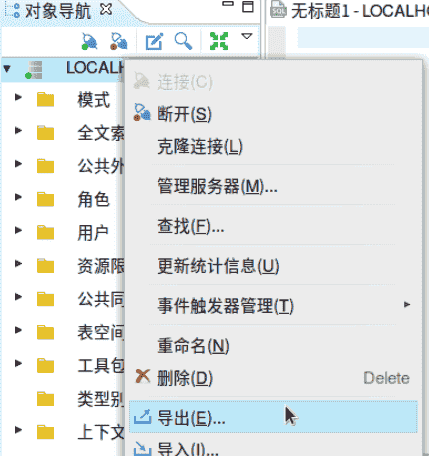 对象导航
无标题1 - LOCALHO
LOCALH
模式
全文索
公共外
角色
用户
资源限
公共同
表空间
工具包
类型别
上下文
连接(C)
断开(S)
克隆连接(L)
管理服务器(M)...
查找(F)...
更新统计信息(U)
事件触发器管理(T)
重命名(N)
删除(D) Delete
导出(E)...
导入(I)...